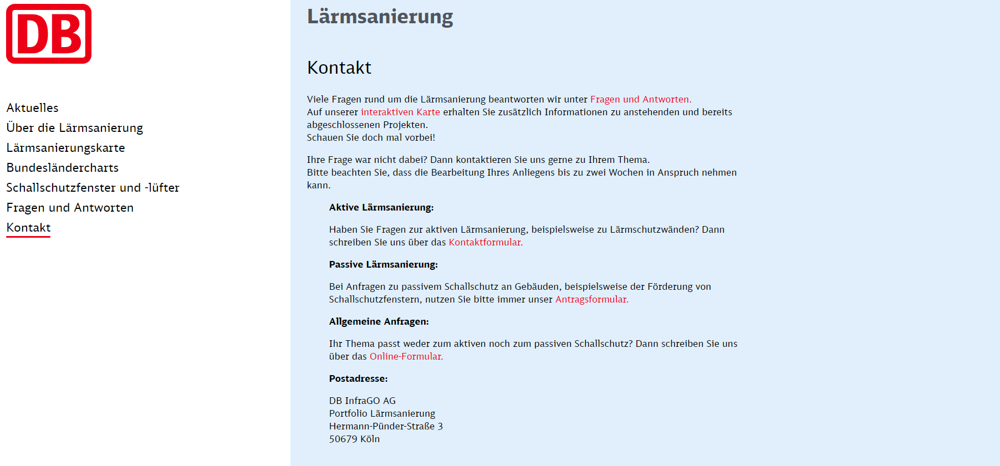 DB
Aktuelles
Über die Lärmsanierung
Lärmsanierungskarte
Bundesländercharts
Schallschutzfenster und -lüfter
Fragen und Antworten
Kontakt
Lärmsanierung
Kontakt
Viele Fragen rund um die Lärmsanierung beantworten wir unter Fragen und Antworten.
Auf unserer interaktiven Karte erhalten Sie zusätzlich Informationen zu anstehenden und bereits
abgeschlossenen Projekten.
Schauen Sie doch mal vorbei!
Ihre Frage war nicht dabei? Dann kontaktieren Sie uns gerne zu Ihrem Thema.
Bitte beachten Sie, dass die Bearbeitung Ihres Anliegens bis zu zwei Wochen in Anspruch nehmen
kann.
Aktive Lärmsanierung:
Haben Sie Fragen zur aktiven Lärmsanierung, beispielsweise zu Lärmschutzwänden? Dann
schreiben Sie uns über das Kontaktformular.
Passive Lärmsanierung:
Bei Anfragen zu passivem Schallschutz an Gebäuden, beispielsweise der Förderung von
Schallschutzfenstern, nutzen Sie bitte immer unser Antragsformular.
Allgemeine Anfragen:
Ihr Thema passt weder zum aktiven noch zum passiven Schallschutz? Dann schreiben Sie uns
über das Online-Formular.
Postadresse:
DB InfraGO AG
Portfolio Lärmsanierung
Hermann-Pünder-Straße 3
50679 Köln